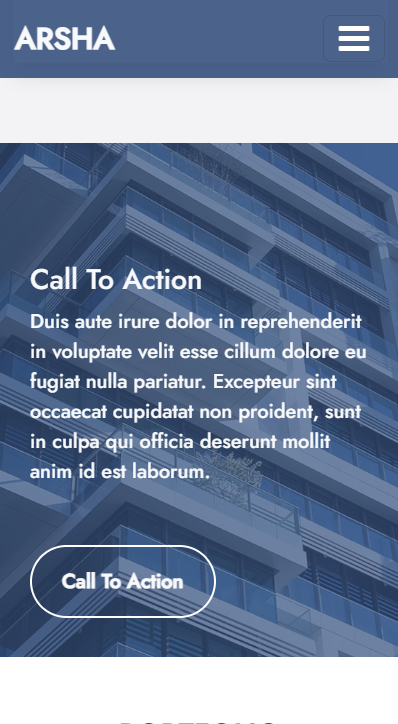 ARSHA
Call To Action
Duis aute irure dolor in reprehenderit
in voluptate velit esse cillum dolore eu
fugiat nulla pariatur. Excepteur sint
occaecat cupidatat non proident, sunt
in culpa qui officia deserunt mollit
anim id est laborum.
Call To Action